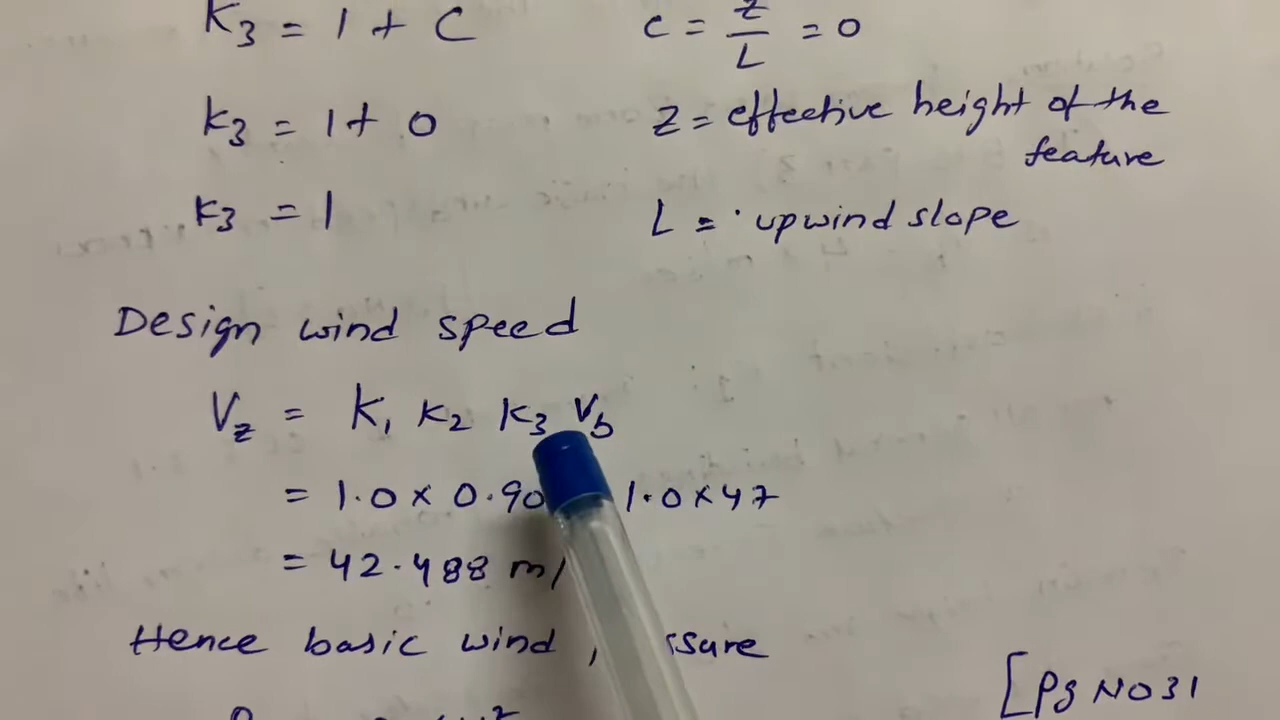 K3 = 1 + C
C = Z/L = 0
K3 = 1 + 0
Z = effective height of the feature
K3 = 1
L = upwind slope
Design wind speed
Vz = K1 K2 K3 Vb
= 1.0 x 0.90 1.0 x 47
= 42.488 m/
Hence basic wind
[Pg NO 31